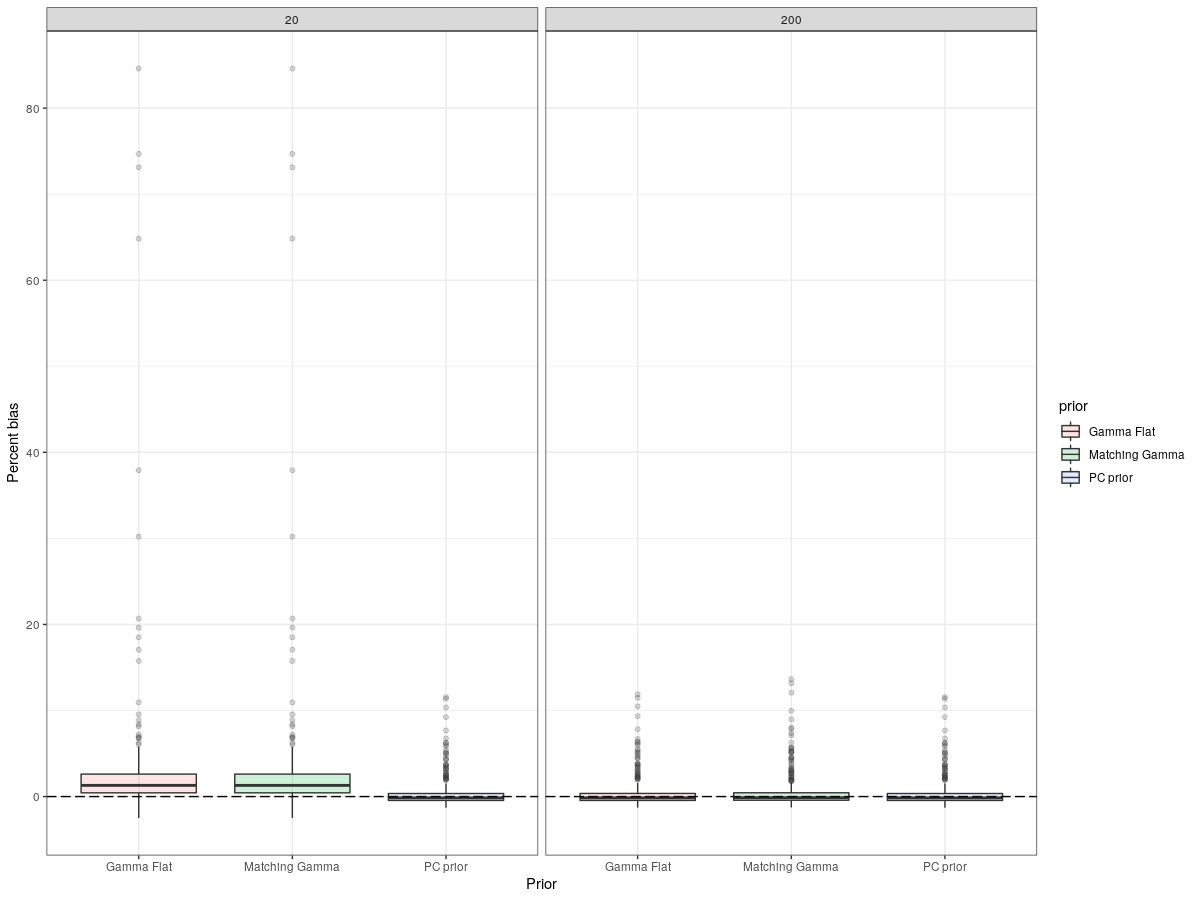 20
200
80
60
40
20
0
Percent bias
Gamma Flat
Matching Gamma
PC prior
Gamma Flat
Matching Gamma
PC prior
Prior
prior
Gamma Flat
Matching Gamma
PC prior